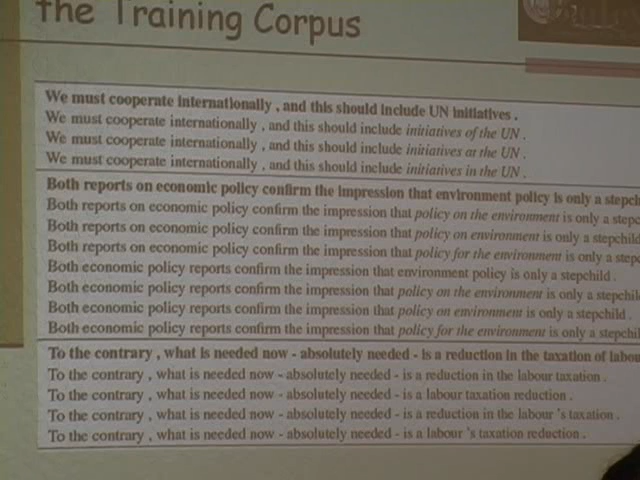 the Training Corpus
We must cooperate internationally , and this should include UN initiatives .
We must cooperate internationally , and this should include initiatives of the UN .
We must cooperate internationally , and this should include initiatives at the UN .
We must cooperate internationally , and this should include initiatives in the UN .
Both reports on economic policy confirm the impression that environment policy is only a stepch
Both reports on economic policy confirm the impression that policy on the environment is only a stepc
Both reports on economic policy confirm the impression that policy on environment is only a stepchild
Both reports on economic policy confirm the impression that policy for the environment is only a stepc
Both economic policy reports confirm the impression that environment policy is only a stepchild .
Both economic policy reports confirm the impression that policy on the environment is only a stepchil
Both economic policy reports confirm the impression that policy on environment is only a stepchild .
Both economic policy reports confirm the impression that policy for the environment is only a stepchil
To the contrary , what is needed now - absolutely needed - is a reduction in the taxation of labou
To the contrary , what is needed now - absolutely needed - is a reduction in the labour taxation .
To the contrary , what is needed now - absolutely needed - is a labour taxation reduction .
To the contrary , what is needed now - absolutely needed - is a reduction in the labour 's taxation .
To the contrary , what is needed now - absolutely needed - is a labour 's taxation reduction .